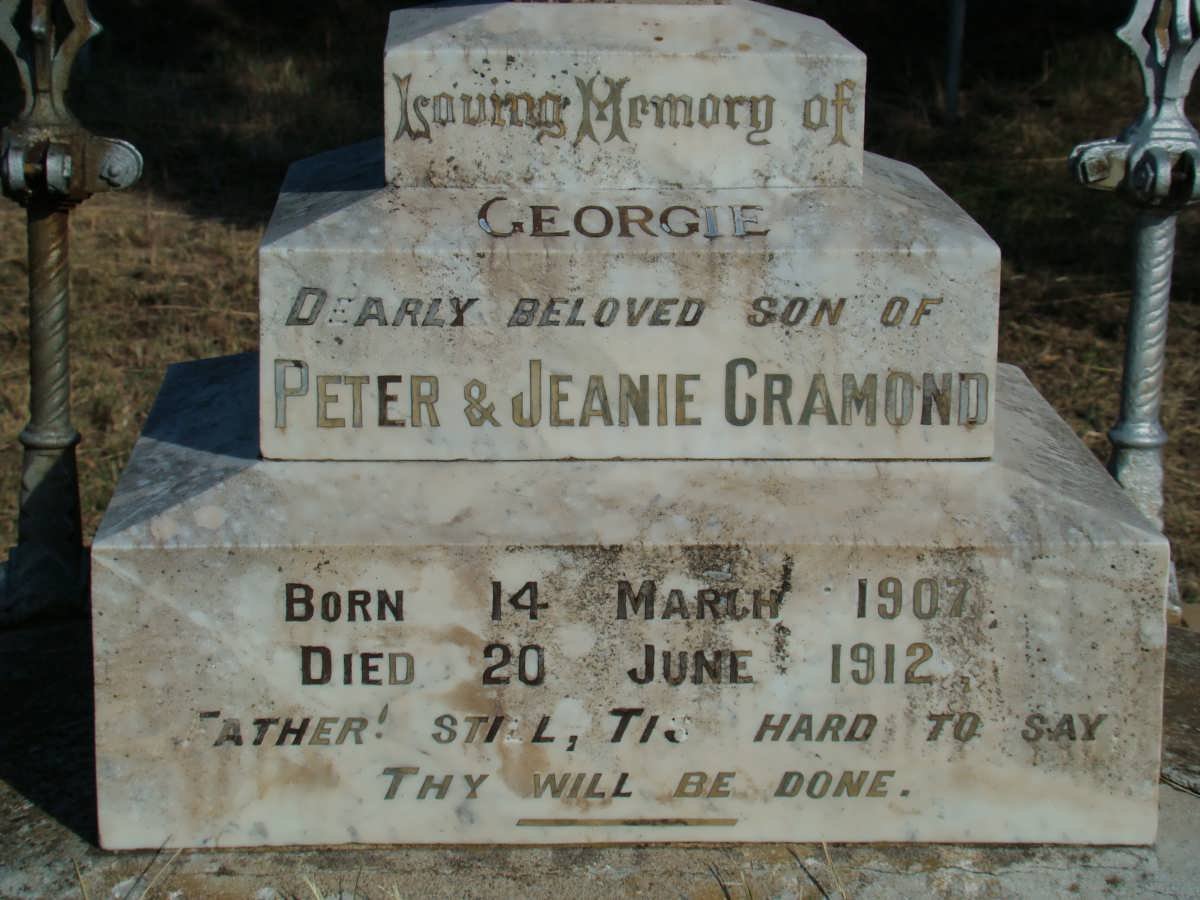 Loving Memory of
GEORGIE
DEARLY BELOVED SON OF
PETER & JEANIE CRAMOND
BORN 14 MARCH 1907.
DIED 20 JUNE 1912.
FATHER! STILL, TIS HARD TO SAY
THY WILL BE DONE.